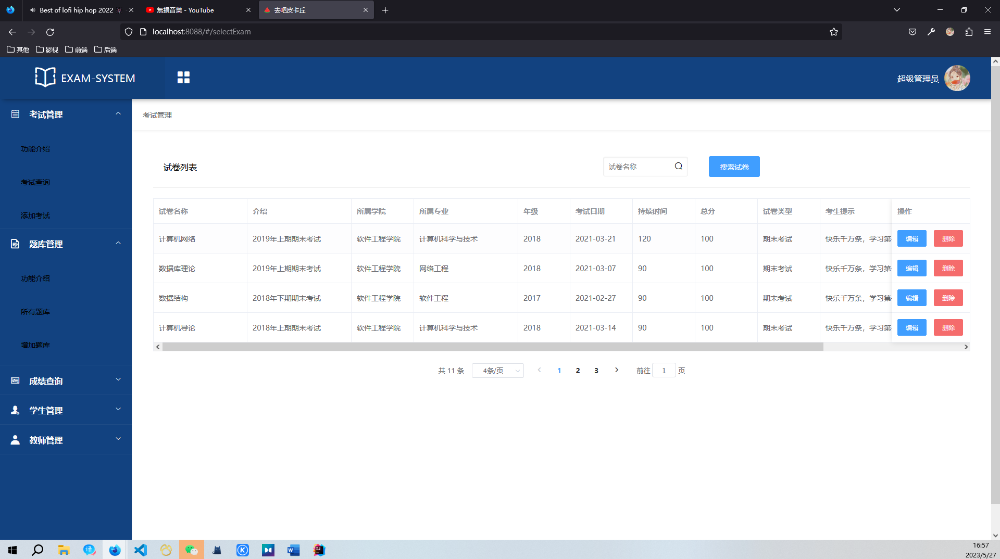 Best of lofi hip hop 2022
無損音樂 - YouTube
去吧皮卡丘
localhost:8088/#/selectExam
其他 影视 前端 后端
EXAM-SYSTEM
超级管理员
考试管理
功能介绍
考试查询
添加考试
题库管理
功能介绍
所有题库
增加题库
成绩查询
学生管理
教师管理
考试管理
试卷列表
试卷名称
搜索试卷
试卷名称 介绍 所属学院 所属专业 年级 考试日期 持续时间 总分 试卷类型 考生提示 操作
计算机网络 2019年上期期末考试 软件工程学院 计算机科学与技术 2018 2021-03-21 120 100 期末考试 快乐千万条，学习第 编辑 删除
数据库理论 2019年上期期末考试 软件工程学院 网络工程 2018 2021-03-07 90 100 期末考试 快乐千万条，学习第 编辑 删除
数据结构 2018年下期期末考试 软件工程学院 软件工程 2017 2021-02-27 90 100 期末考试 快乐千万条，学习第 编辑 删除
计算机导论 2018年上期期末考试 软件工程学院 计算机科学与技术 2018 2021-03-14 90 100 期末考试 快乐千万条，学习第 编辑 删除
共 11 条 4条/页 1 2 3 前往 1 页
译
K
W
IJ
16:57
2023/5/27